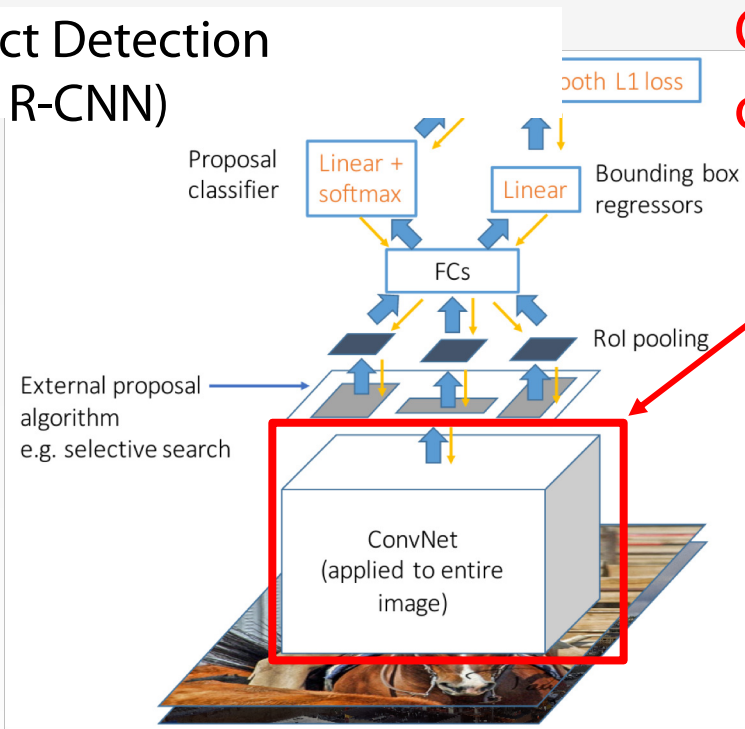 ct Detection
R-CNN)
ooth L1 loss
Proposal
classifier
Linear +
softmax
Linear
Bounding box
regressors
FCs
RoI pooling
External proposal
algorithm
e.g. selective search
ConvNet
(applied to entire
image)